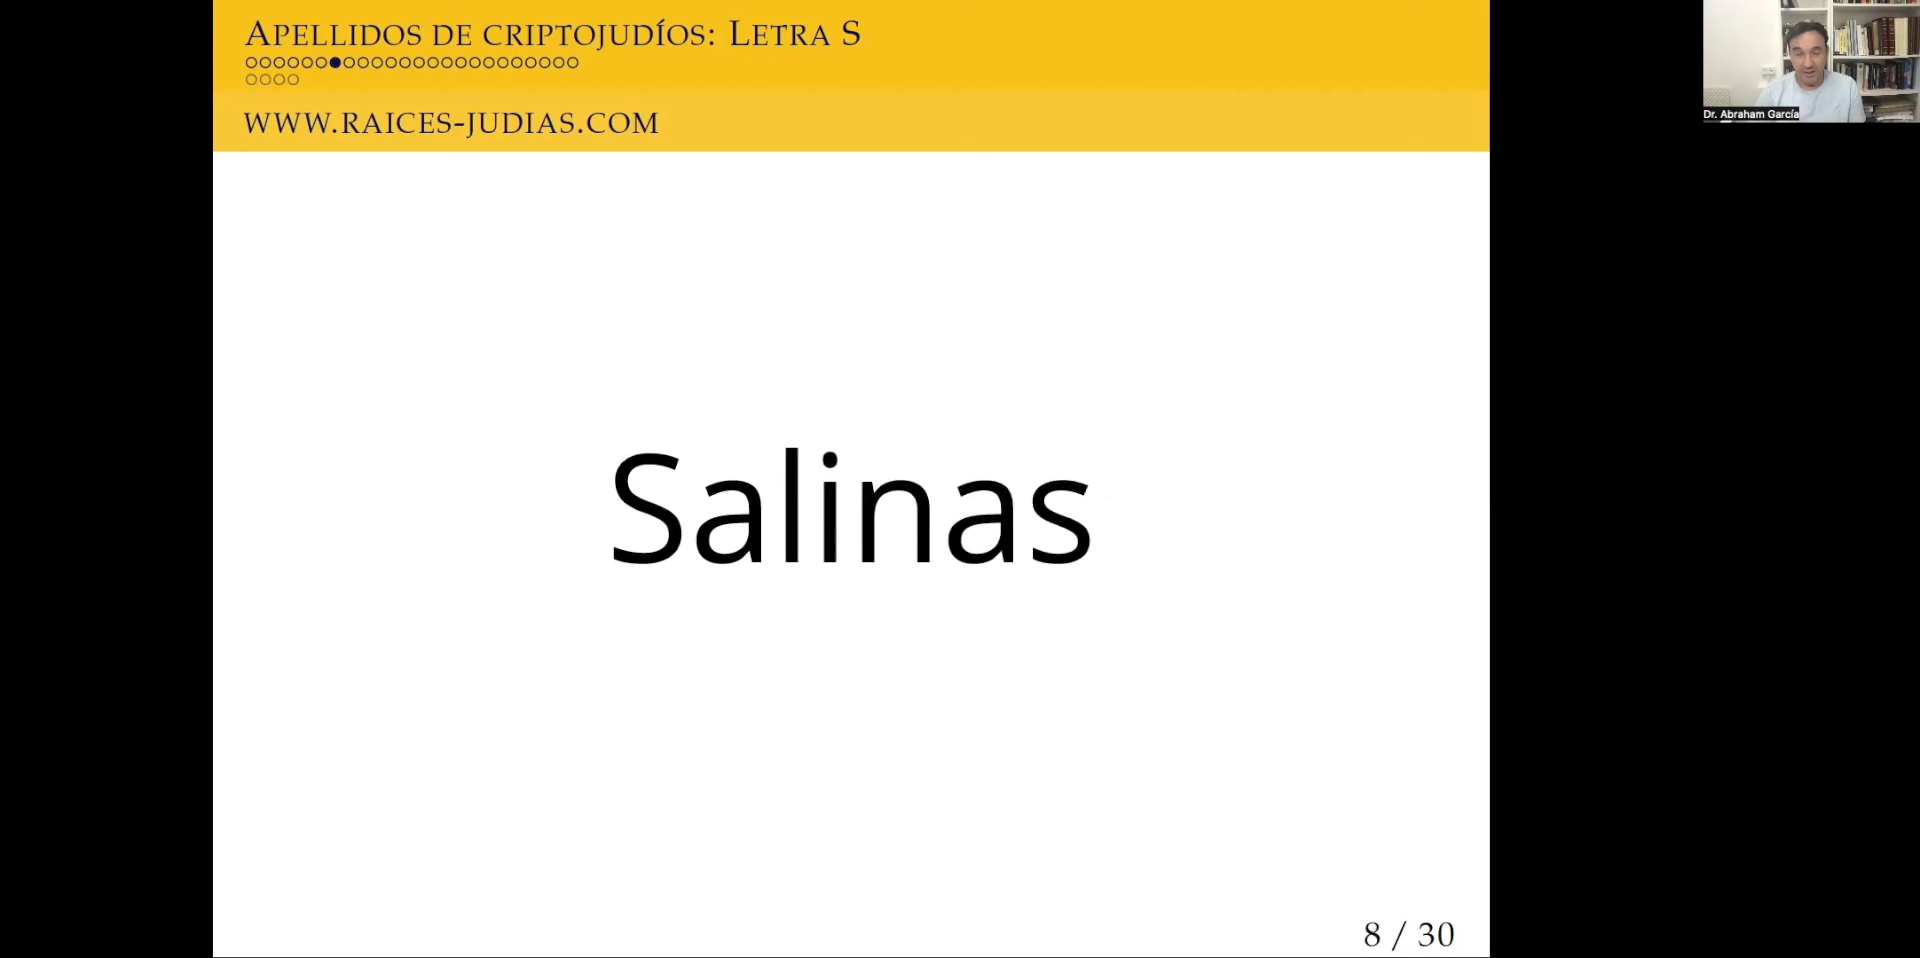 APELLIDOS DE CRIPTOJUDÍOS: LETRA S
WWW.RAICES-JUDIAS.COM
Dr. Abraham García
Salinas
8 / 30